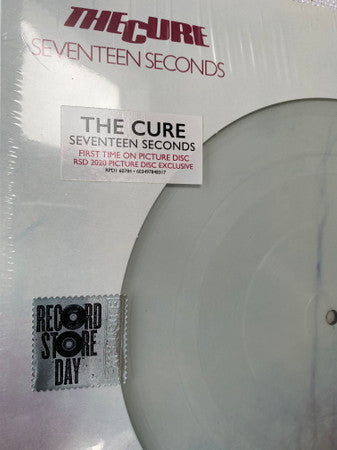 THE CURE
SEVENTEEN SECONDS
THE CURE
SEVENTEEN SECONDS
FIRST TIME ON PICTURE DISC
RSD 2020 PICTURE DISC EXCLUSIVE
RECORD
STORE
DAY